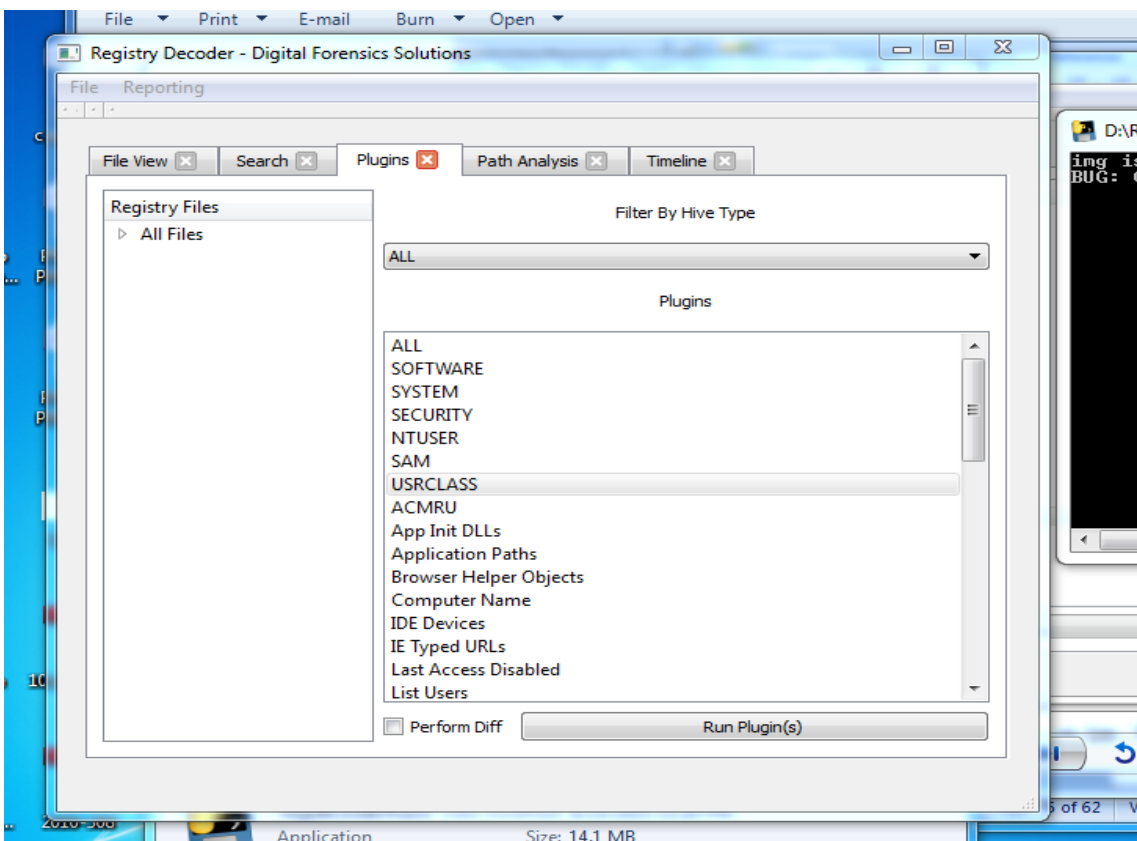 File Print E-mail Burn Open
Registry Decoder - Digital Forensics Solutions
File Reporting
D:\R
File View Search Plugins Path Analysis Timeline
img is
BUG:
Registry Files
All Files
Filter By Hive Type
ALL
Plugins
ALL
SOFTWARE
SYSTEM
SECURITY
NTUSER
SAM
USRCLASS
ACMRU
App Init DLLs
Application Paths
Browser Helper Objects
Computer Name
IDE Devices
IE Typed URLs
Last Access Disabled
10
List Users
Perform Diff Run Plugin(s)
of 62
Application Size: 14.1 MB